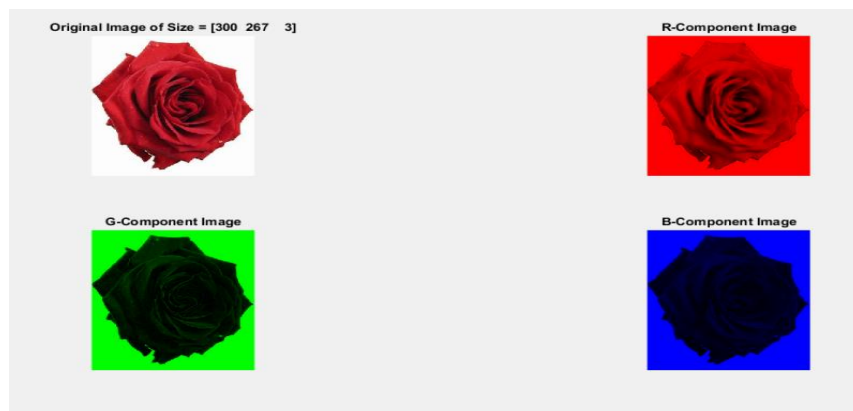 Original Image of Size = [300 267 3]
R-Component Image
G-Component Image
B-Component Image